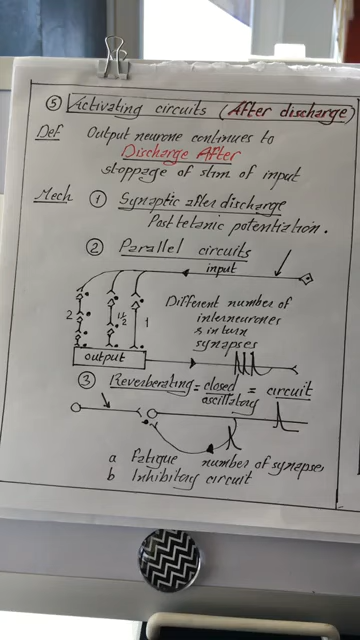 ⑤ Activating circuits (After discharge)
Def Output neurone continues to
Discharge After
stoppage of stm of input
Mech ① Synaptic after discharge
Post tetanic potentiation.
② Parallel circuits
input
2 1½ 1
Different number of
interneurones
& in turn
synapses
output
③ Reverberating = closed = circuit
oscillatory
a Fatigue number of synapses
b Inhibitory circuit